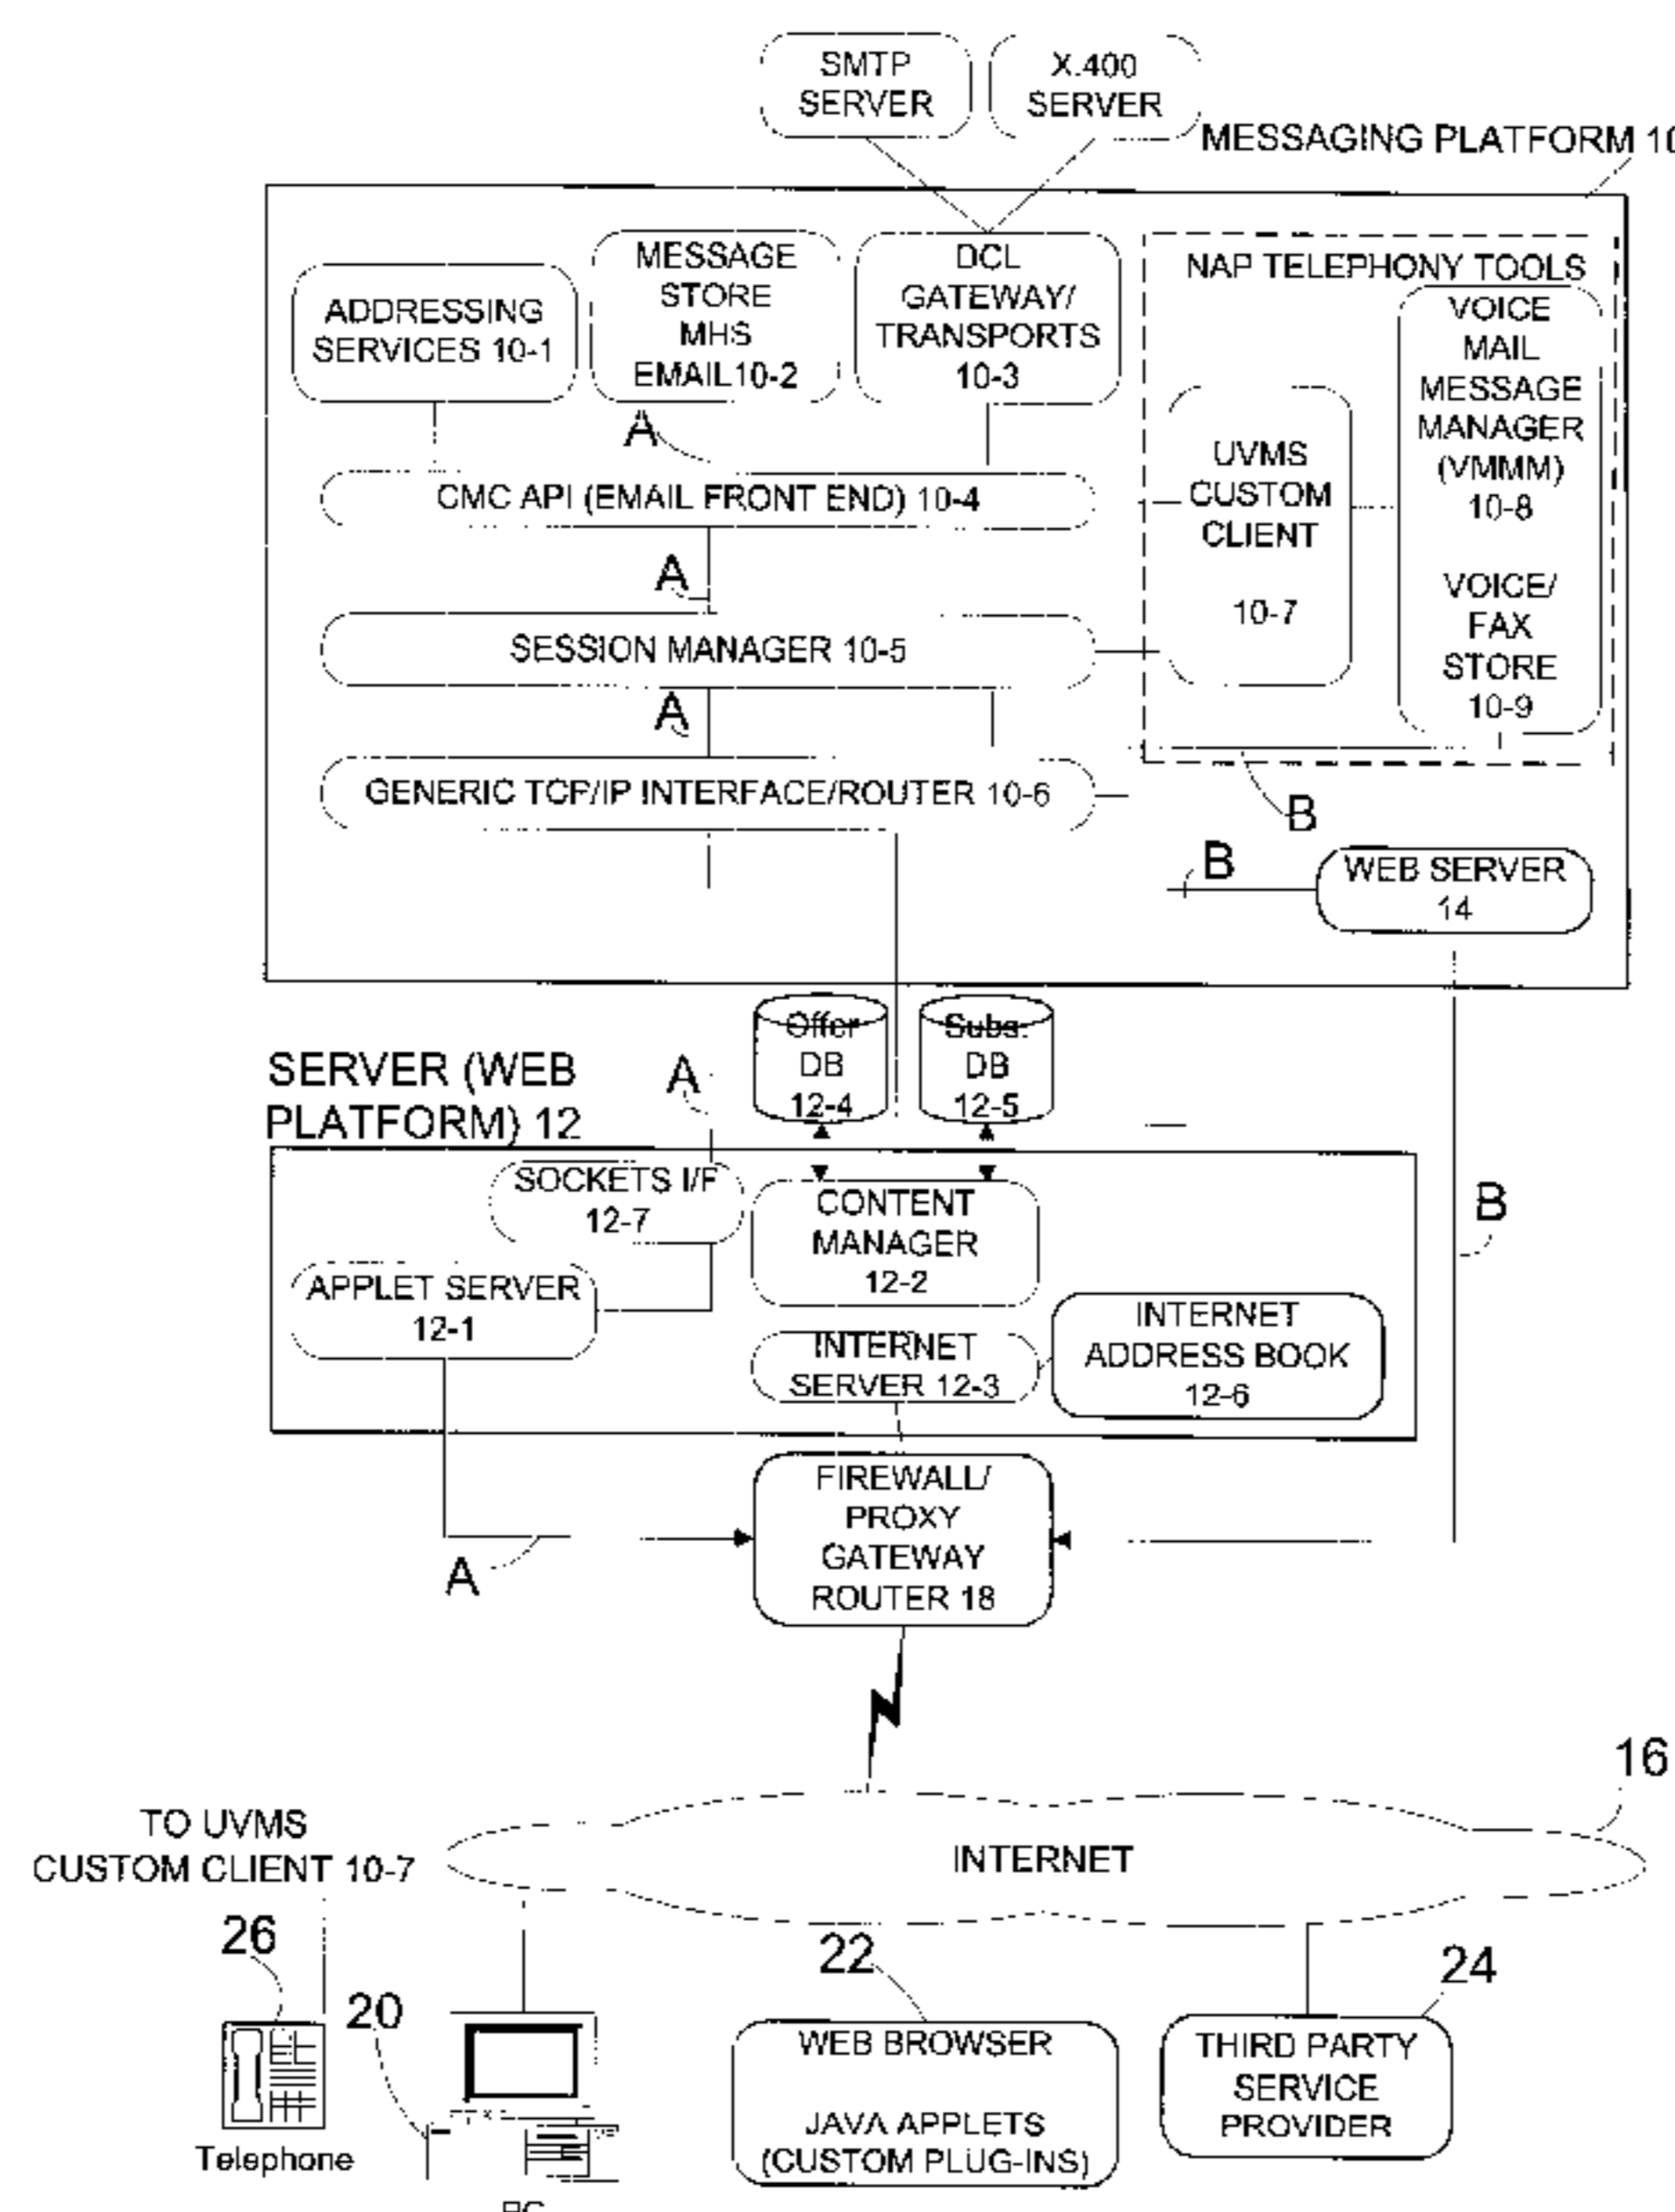 SMTP
SERVER
X.400
SERVER
MESSAGING PLATFORM 10
ADDRESSING
SERVICES 10-1
MESSAGE
STORE
MHS
EMAIL10-2
DCL
GATEWAY/
TRANSPORTS
10-3
NAP TELEPHONY TOOLS
VOICE
MAIL
MESSAGE
MANAGER
(VMMM)
10-8
VOICE/
FAX
STORE
10-9
UVMS
CUSTOM
CLIENT
10-7
A
CMC API (EMAIL FRONT END) 10-4
A
SESSION MANAGER 10-5
A
GENERIC TCP/IP INTERFACE/ROUTER 10-6
B
B
WEB SERVER
14
Offer
DB
12-4
Subs.
DB
12-5
SERVER (WEB
PLATFORM) 12
A
SOCKETS I/F
12-7
CONTENT
MANAGER
12-2
B
APPLET SERVER
12-1
INTERNET
SERVER 12-3
INTERNET
ADDRESS BOOK
12-6
FIREWALL/
PROXY
GATEWAY
ROUTER 18
A
16
TO UVMS
CUSTOM CLIENT 10-7
INTERNET
26
20
22
24
Telephone
WEB BROWSER
JAVA APPLETS
(CUSTOM PLUG-INS)
THIRD PARTY
SERVICE
PROVIDER
PC